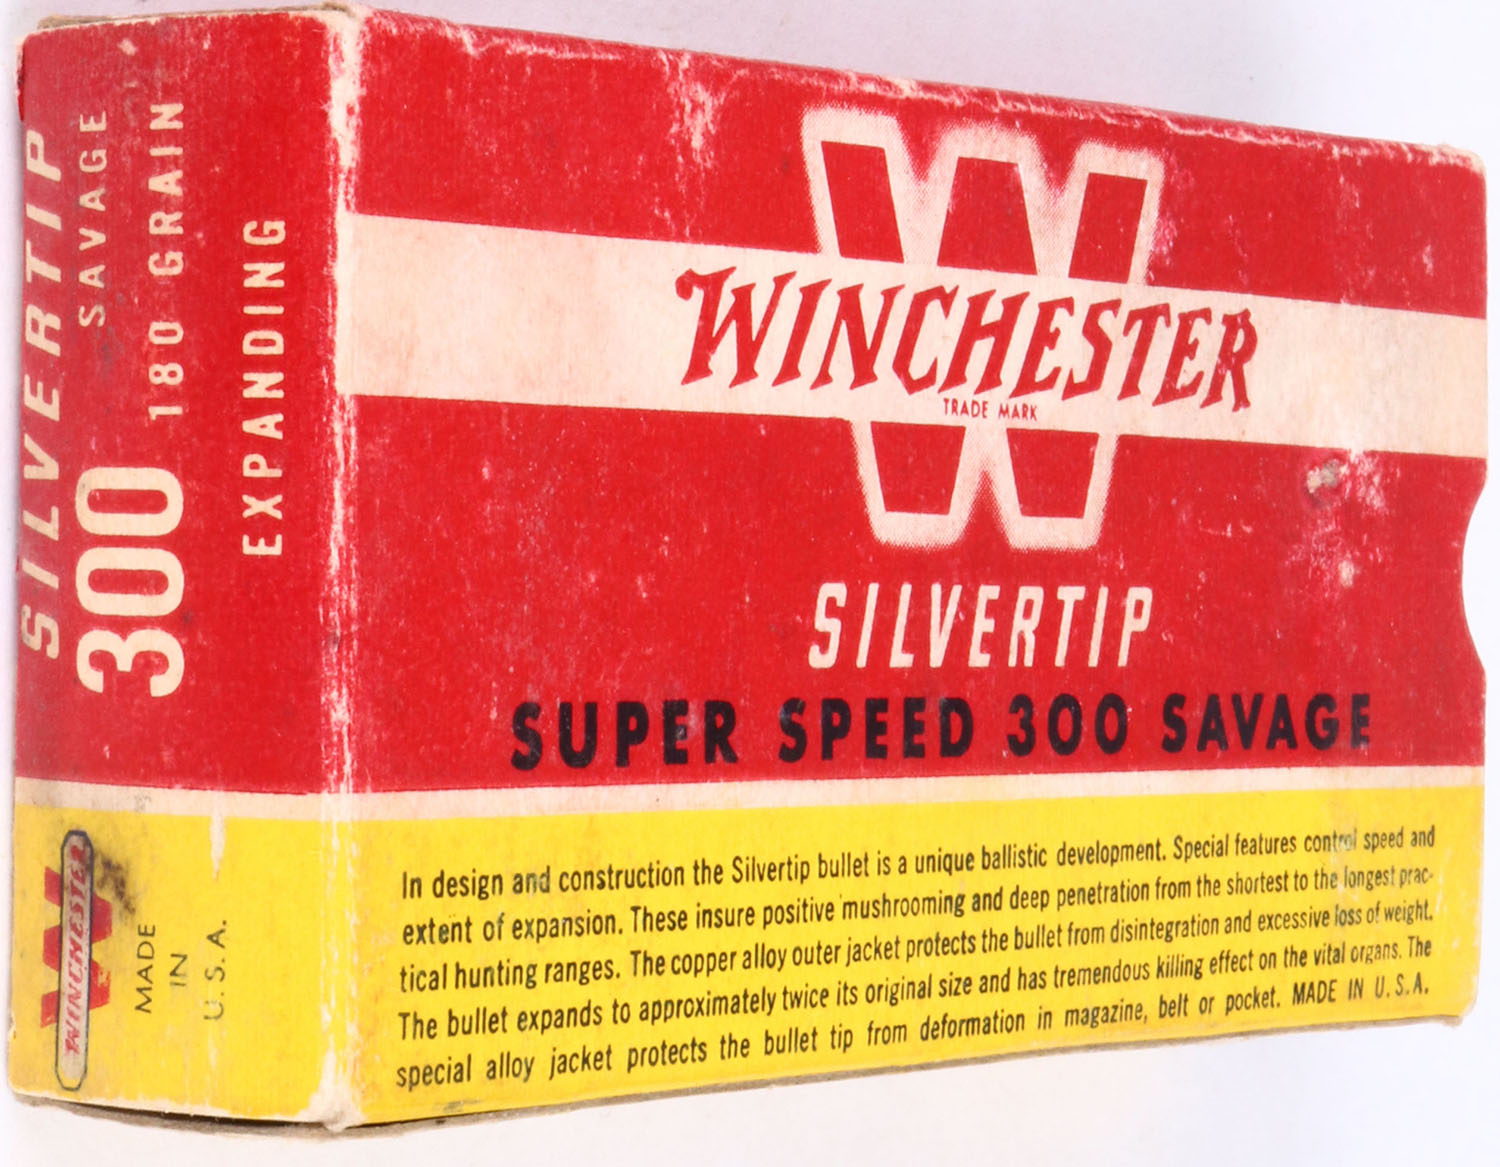 SILVERTIP
300 SAVAGE
180 GRAIN
EXPANDING
W
WINCHESTER
MADE
IN
U.S.A.
W
WINCHESTER
TRADE MARK
SILVERTIP
SUPER SPEED 300 SAVAGE
In design and construction the Silvertip bullet is a unique ballistic development. Special features control speed and
extent of expansion. These insure positive mushrooming and deep penetration from the shortest to the longest prac-
tical hunting ranges. The copper alloy outer jacket protects the bullet from disintegration and excessive loss of weight.
The bullet expands to approximately twice its original size and has tremendous killing effect on the vital organs. The
special alloy jacket protects the bullet tip from deformation in magazine, belt or pocket. MADE IN U.S.A.